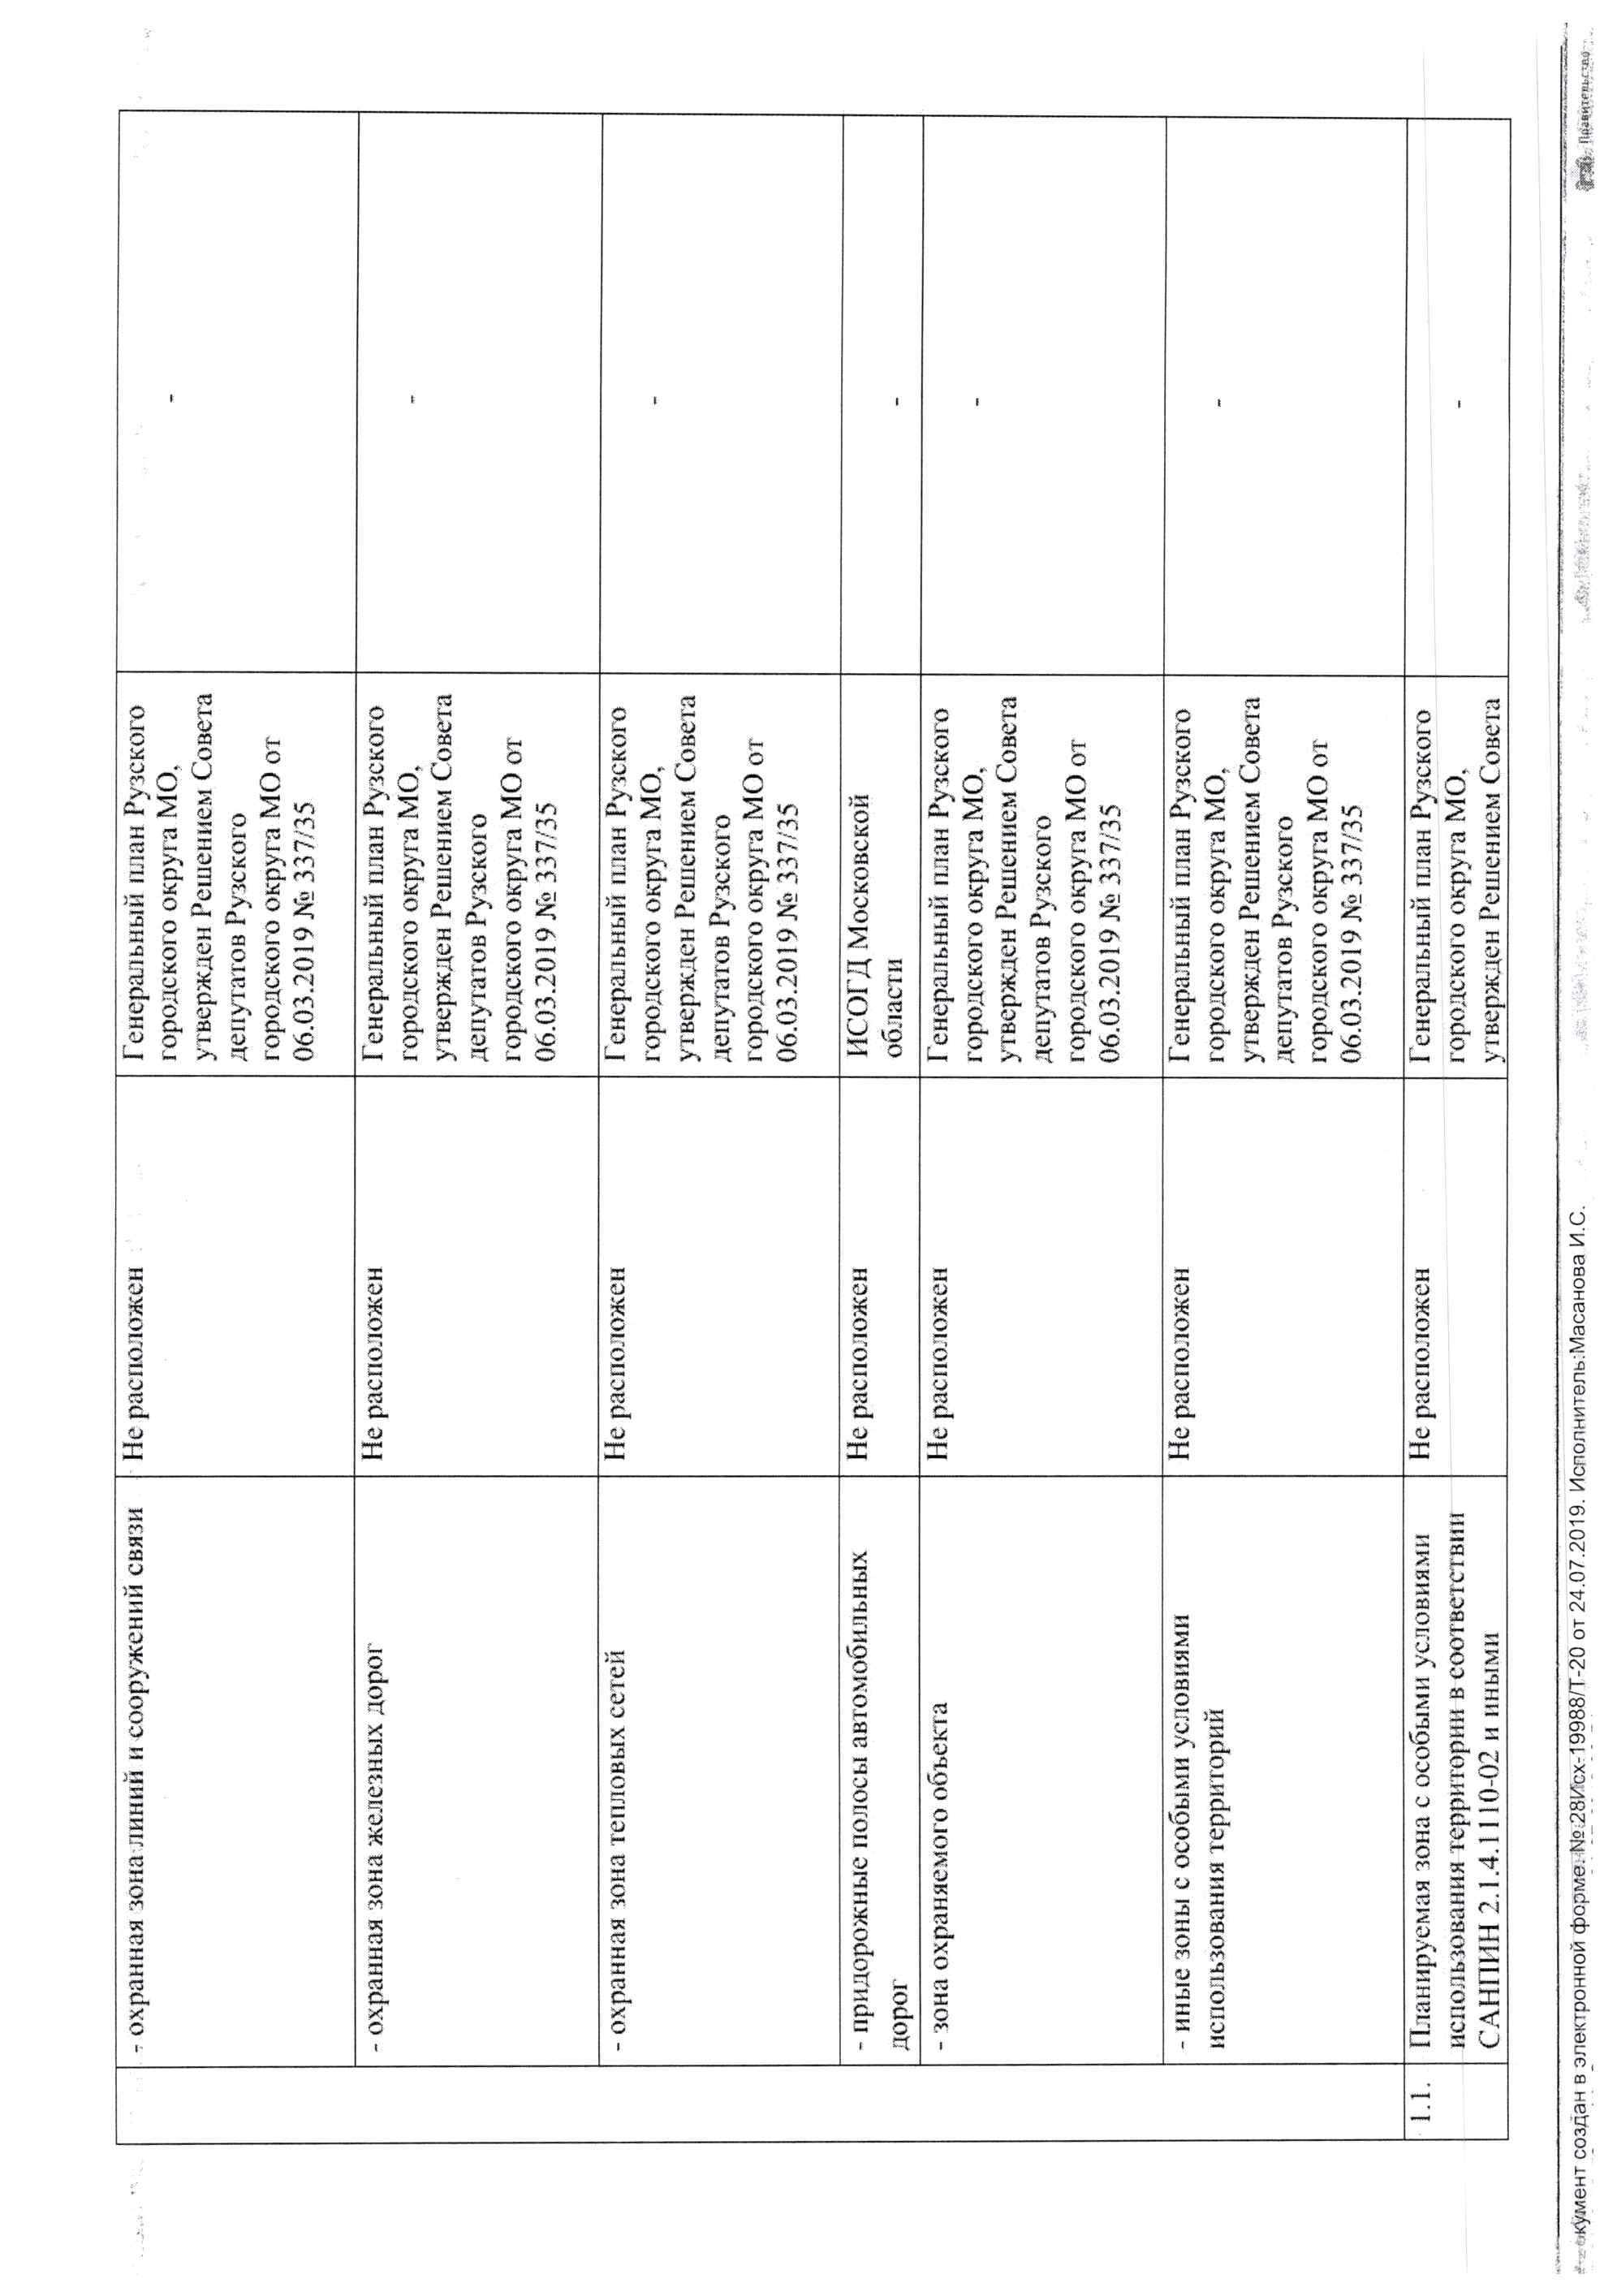 - охранная зона линий и сооружений связи
Не расположен
Генеральный план Рузского
городского округа МО,
утвержден Решением Совета
депутатов Рузского
городского округа МО от
06.03.2019 № 337/35
-
- охранная зона железных дорог
Не расположен
Генеральный план Рузского
городского округа МО,
утвержден Решением Совета
депутатов Рузского
городского округа МО от
06.03.2019 № 337/35
-
- охранная зона тепловых сетей
Не расположен
Генеральный план Рузского
городского округа МО,
утвержден Решением Совета
депутатов Рузского
городского округа МО от
06.03.2019 № 337/35
-
- придорожные полосы автомобильных
дорог
Не расположен
ИСОГД Московской
области
-
- зона охраняемого объекта
Не расположен
Генеральный план Рузского
городского округа МО,
утвержден Решением Совета
депутатов Рузского
городского округа МО от
06.03.2019 № 337/35
-
- иные зоны с особыми условиями
использования территорий
Не расположен
Генеральный план Рузского
городского округа МО,
утвержден Решением Совета
депутатов Рузского
городского округа МО от
06.03.2019 № 337/35
-
1.1.
Планируемая зона с особыми условиями
использования территории в соответствии
САНПИН 2.1.4.1110-02 и иными
Не расположен
Генеральный план Рузского
городского округа МО,
утвержден Решением Совета
-
окумент создан в электронной форме. № 28Исх-19988/Т-20 от 24.07.2019. Исполнитель:Масанова И.С.
Правительство